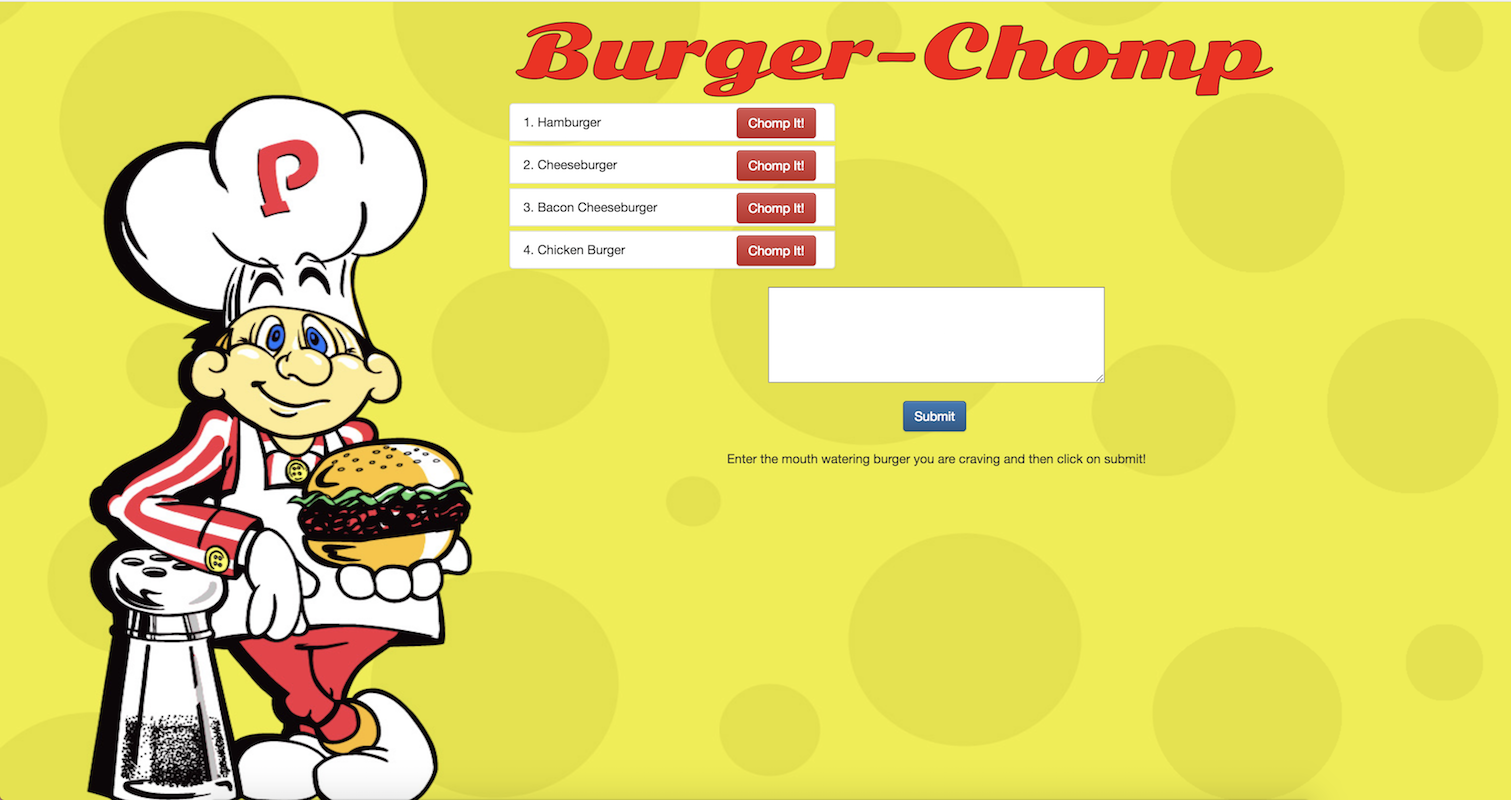 Burger-Chomp
P
1. Hamburger Chomp It!
2. Cheeseburger Chomp It!
3. Bacon Cheeseburger Chomp It!
4. Chicken Burger Chomp It!
Submit
Enter the mouth watering burger you are craving and then click on submit!